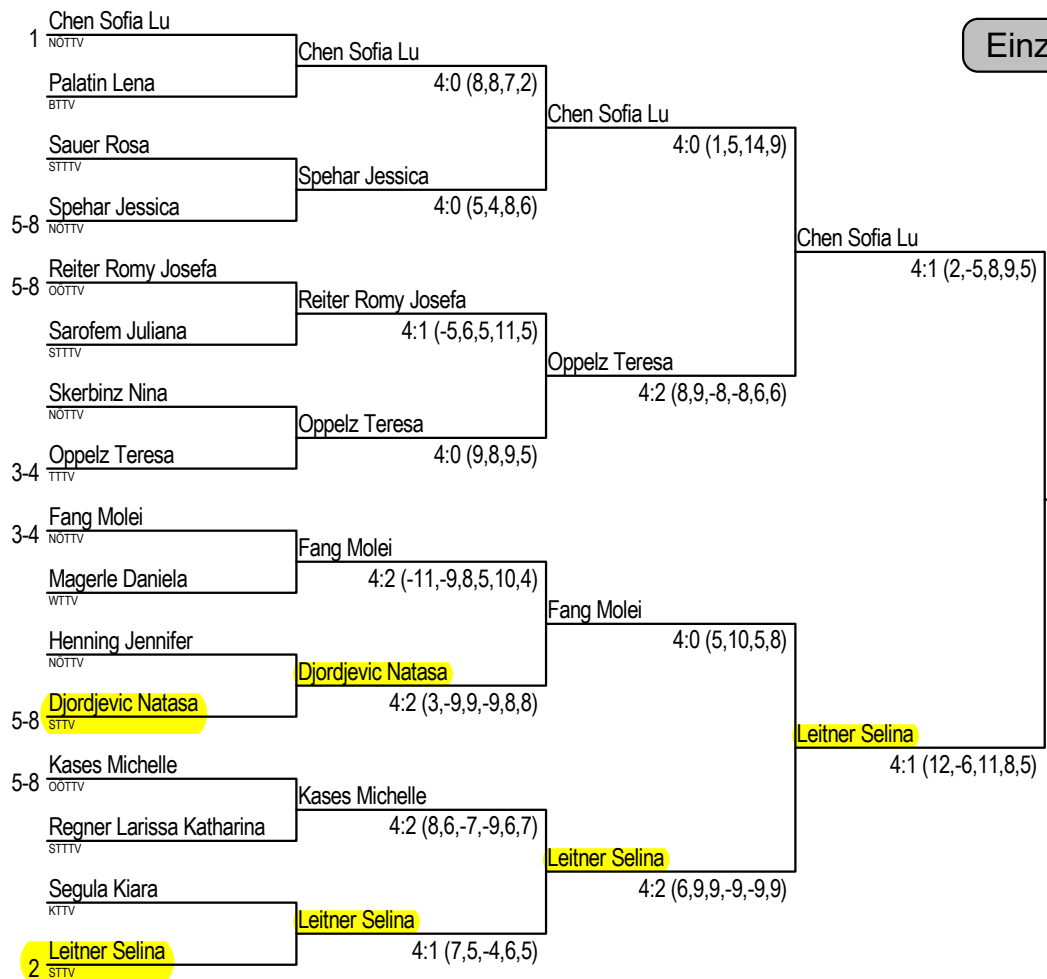 Chen Sofia Lu
1
NÖTTV
Chen Sofia Lu
Einz
Palatin Lena
4:0 (8,8,7,2)
BTTV
Chen Sofia Lu
Sauer Rosa
4:0 (1,5,14,9)
STTTV
Spehar Jessica
Spehar Jessica
4:0 (5,4,8,6)
5-8
NÖTTV
Chen Sofia Lu
Reiter Romy Josefa
4:1 (2,-5,8,9,5)
5-8
OÖTTV
Reiter Romy Josefa
Sarofem Juliana
4:1 (-5,6,5,11,5)
STTTV
Oppelz Teresa
Skerbinz Nina
4:2 (8,9,-8,-8,6,6)
NÖTTV
Oppelz Teresa
Oppelz Teresa
4:0 (9,8,9,5)
3-4
TTTV
Fang Molei
3-4
NÖTTV
Fang Molei
Magerle Daniela
4:2 (-11,-9,8,5,10,4)
WTTV
Fang Molei
Henning Jennifer
4:0 (5,10,5,8)
NÖTTV
Djordjevic Natasa
Djordjevic Natasa
4:2 (3,-9,9,-9,8,8)
5-8
STTV
Leitner Selina
Kases Michelle
4:1 (12,-6,11,8,5)
5-8
OÖTTV
Kases Michelle
Regner Larissa Katharina
4:2 (8,6,-7,-9,6,7)
STTTV
Leitner Selina
Segula Kiara
4:2 (6,9,9,-9,-9,9)
KTTV
Leitner Selina
Leitner Selina
4:1 (7,5,-4,6,5)
2
STTV